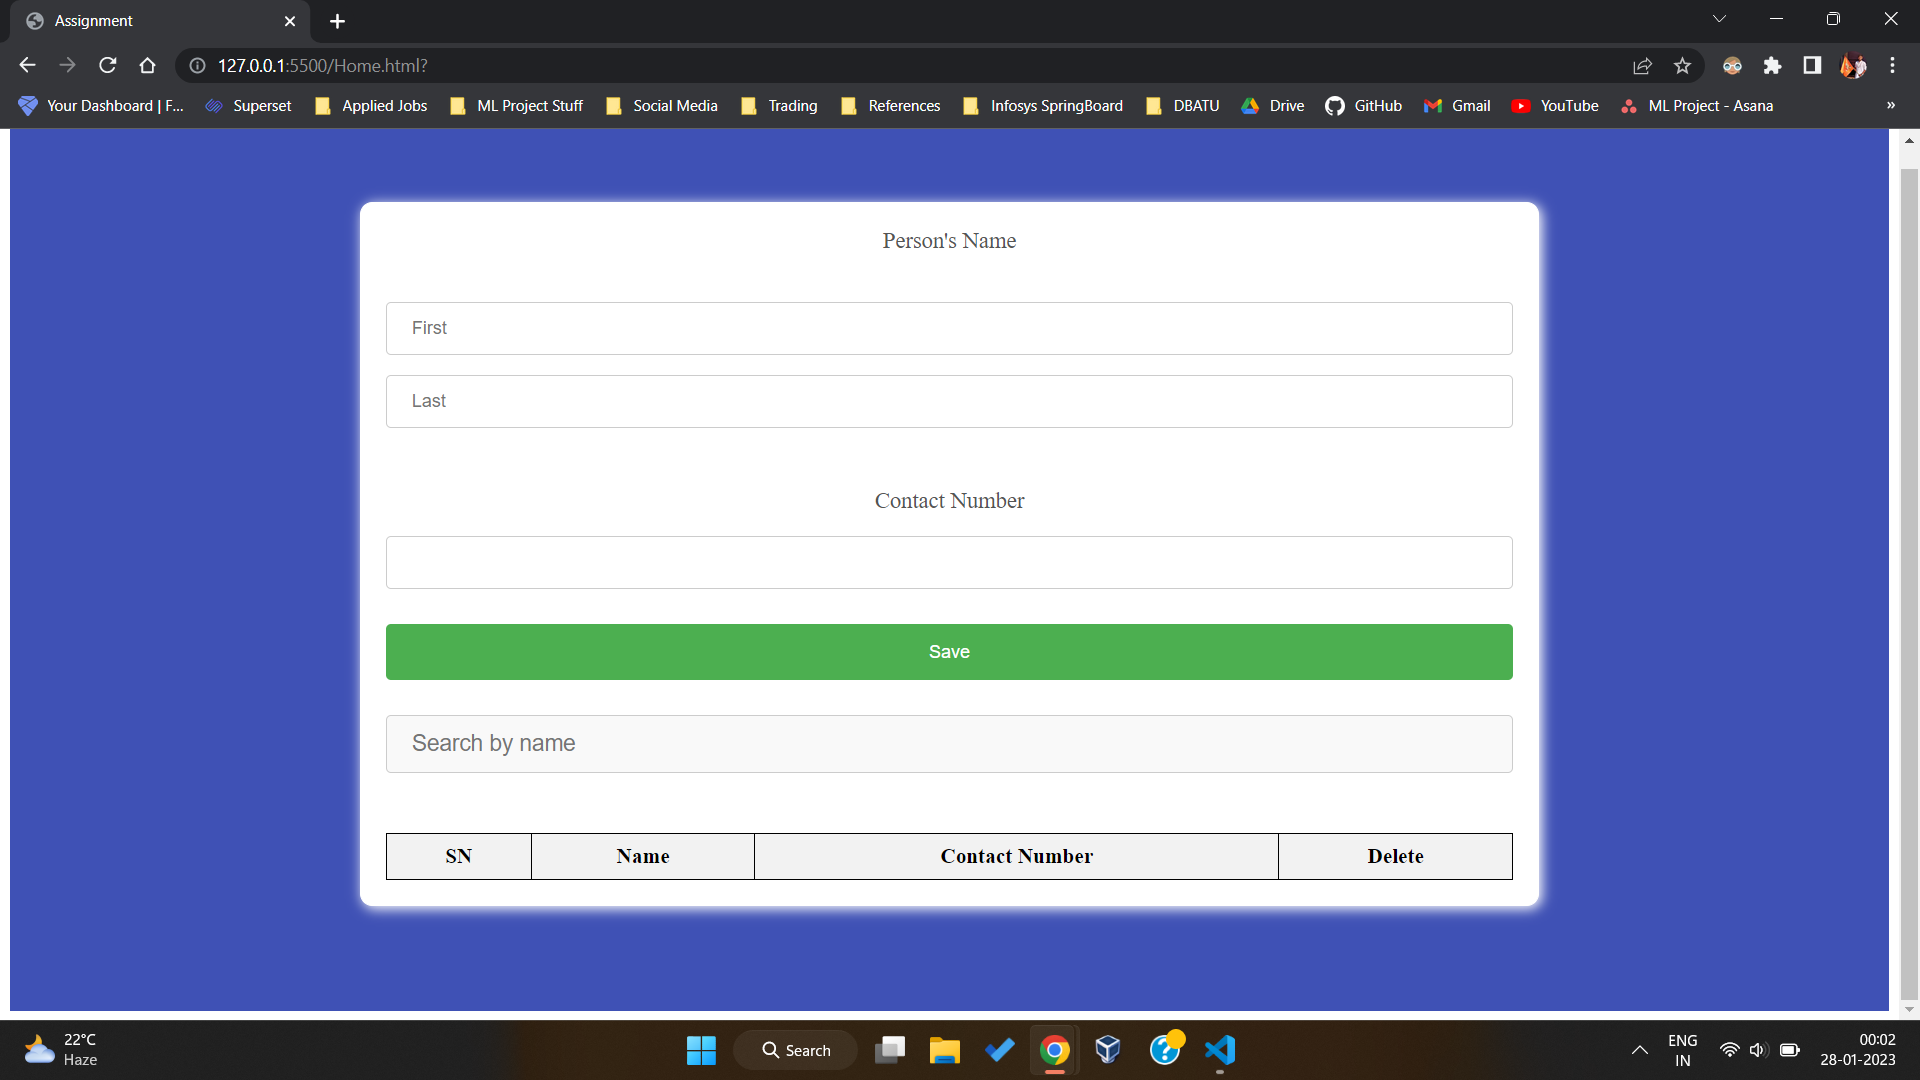 Assignment
127.0.0.1:5500/Home.html?
Your Dashboard | F... Superset Applied Jobs ML Project Stuff Social Media Trading References Infosys SpringBoard DBATU Drive GitHub Gmail YouTube ML Project - Asana »
Person's Name
First
Last
Contact Number
Save
Search by name
SN Name Contact Number Delete
22°C
Haze
Search
ENG
IN
00:02
28-01-2023